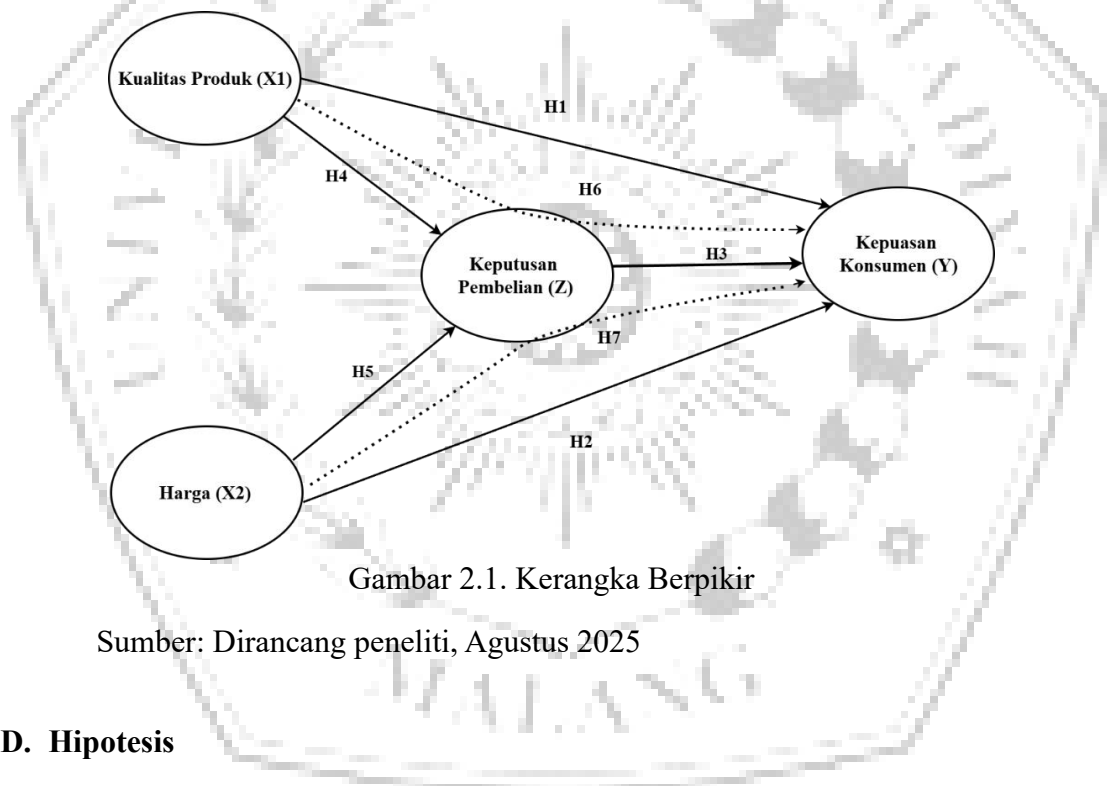 Kualitas Produk (X1)
H1
H4
H6
Keputusan
Pembelian (Z)
H3
Kepuasan
Konsumen (Y)
H7
H5
H2
Harga (X2)
Gambar 2.1. Kerangka Berpikir
Sumber: Dirancang peneliti, Agustus 2025
MALANG
D. Hipotesis